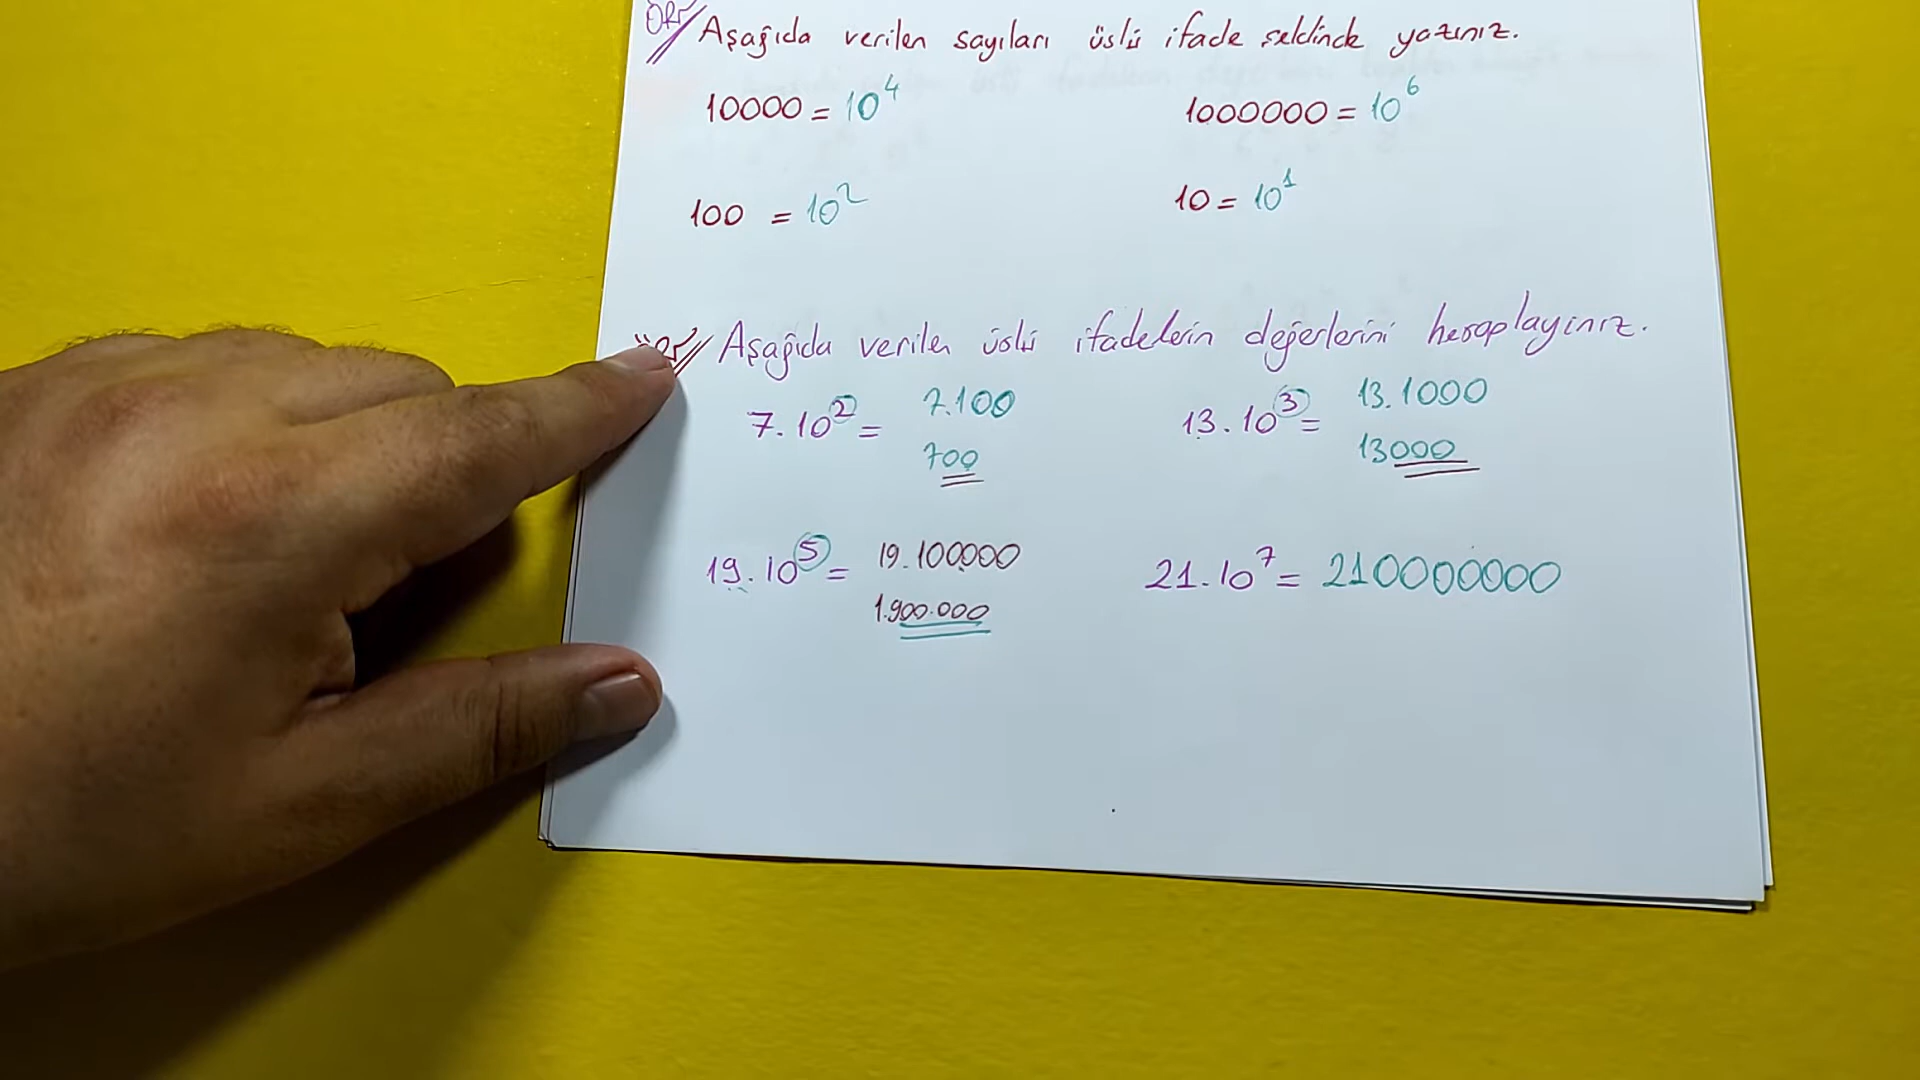 ÖR// Aşağıda verilen sayıları üslü ifade şeklinde yazınız.
10000 = 10⁴
1000000 = 10⁶
100 = 10²
10 = 10¹
ÖR// Aşağıda verilen üslü ifadelerin değerlerini hesaplayınız.
7.10² = 7.100
700
13.10³ = 13.1000
13000
19.10⁵ = 19.100000
1.900.000
21.10⁷ = 210000000